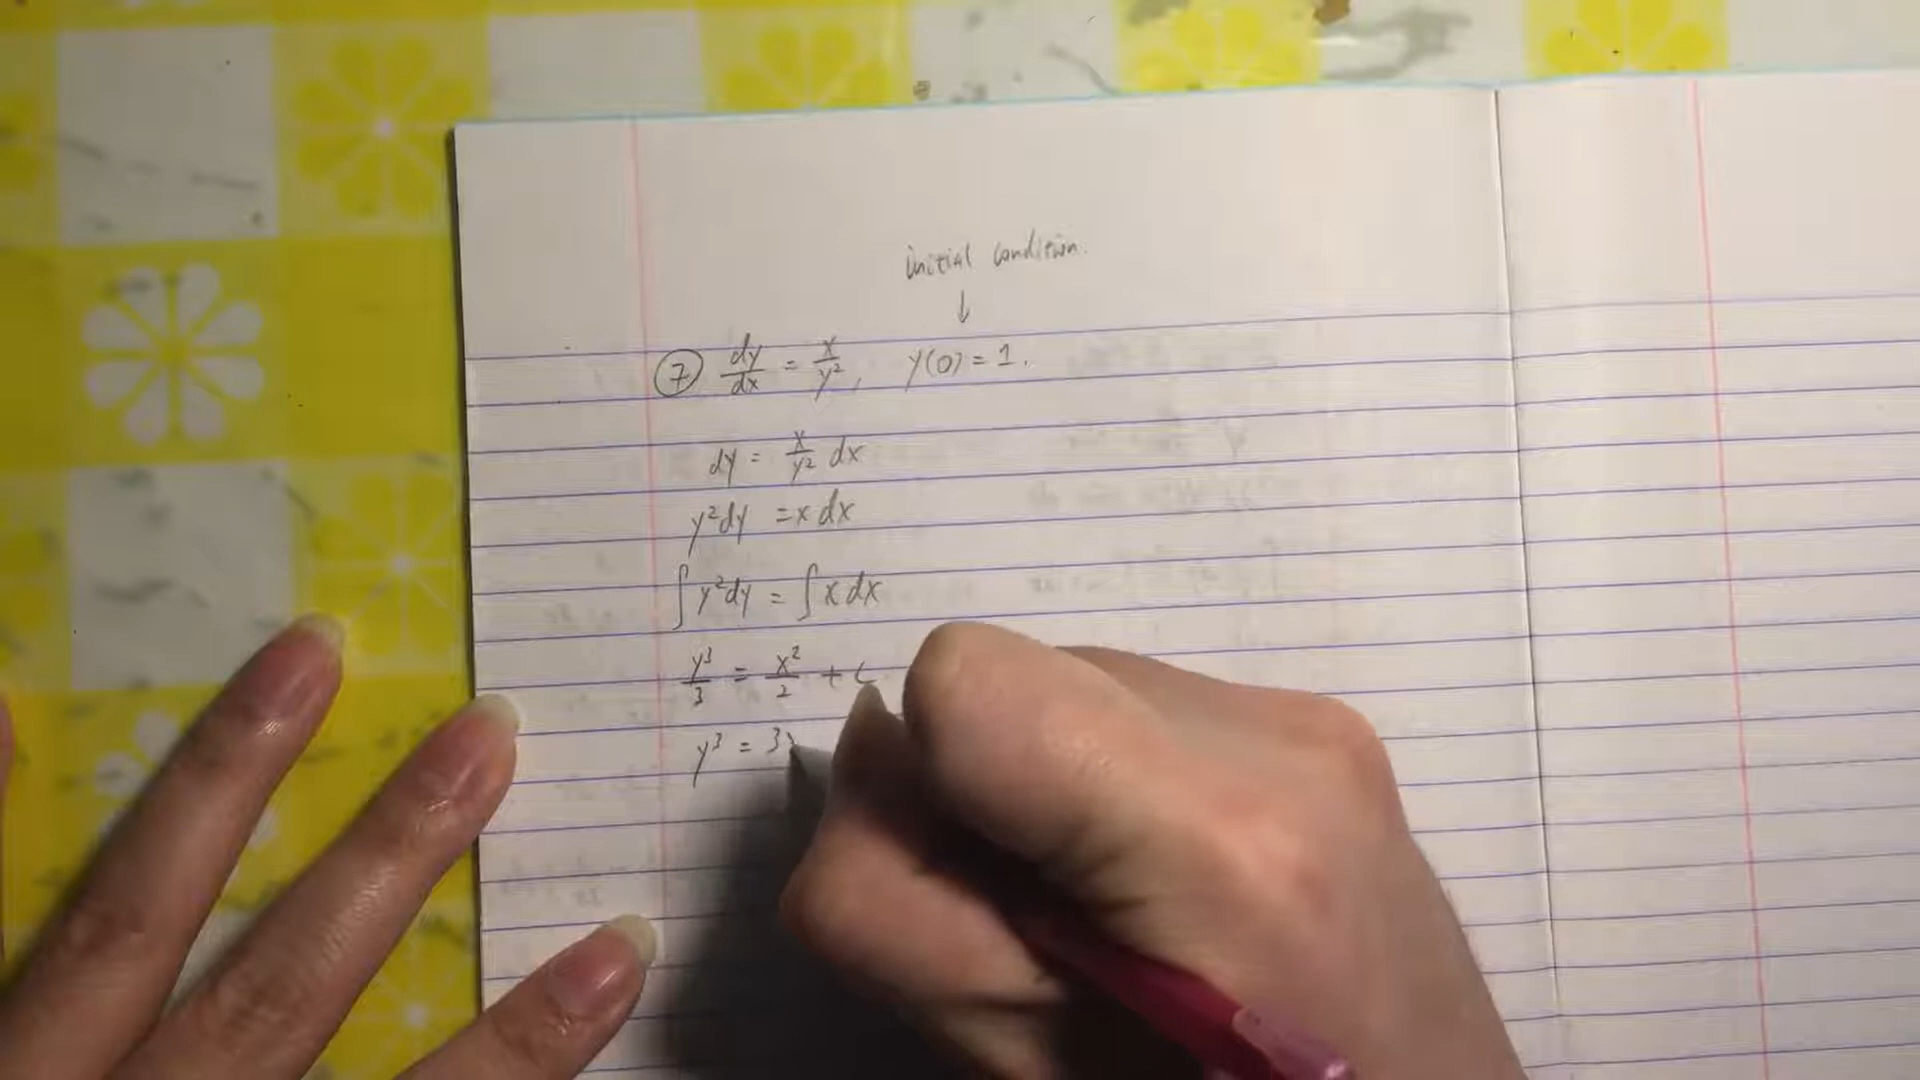 initial condition.
↓
⑦ dy/dx = x/y², y(0) = 1.
dy = x/y² dx
y²dy = x dx
∫ y²dy = ∫ x dx
y³/3 = x²/2 + C
y³ = 3x